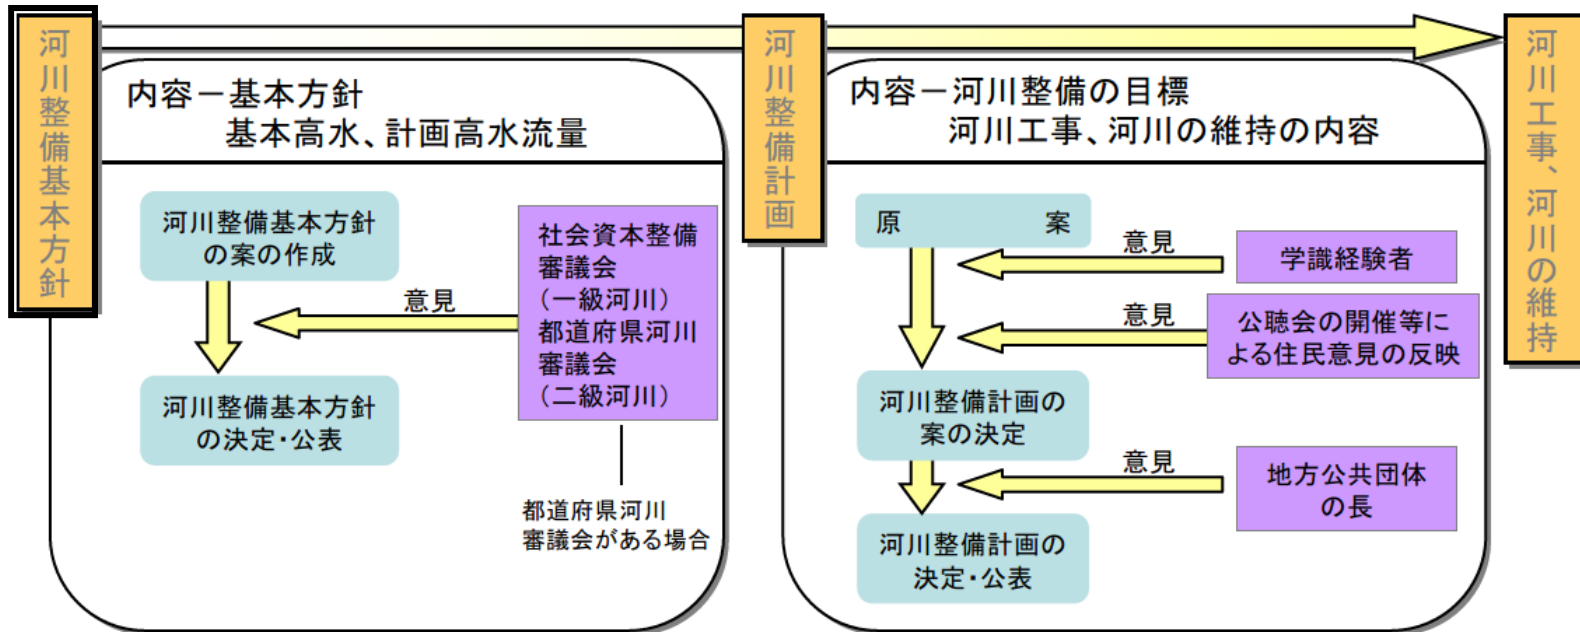 河川整備基本方針
内容－基本方針
基本高水、計画高水流量
河川整備基本方針
の案の作成
意見
社会資本整備
審議会
（一級河川）
都道府県河川
審議会
（二級河川）
河川整備基本方針
の決定・公表
都道府県河川
審議会がある場合
河川整備計画
内容－河川整備の目標
河川工事、河川の維持の内容
原　案
意見
学識経験者
意見
公聴会の開催等に
よる住民意見の反映
河川整備計画の
案の決定
意見
地方公共団体
の長
河川整備計画の
決定・公表
河川工事、河川の維持